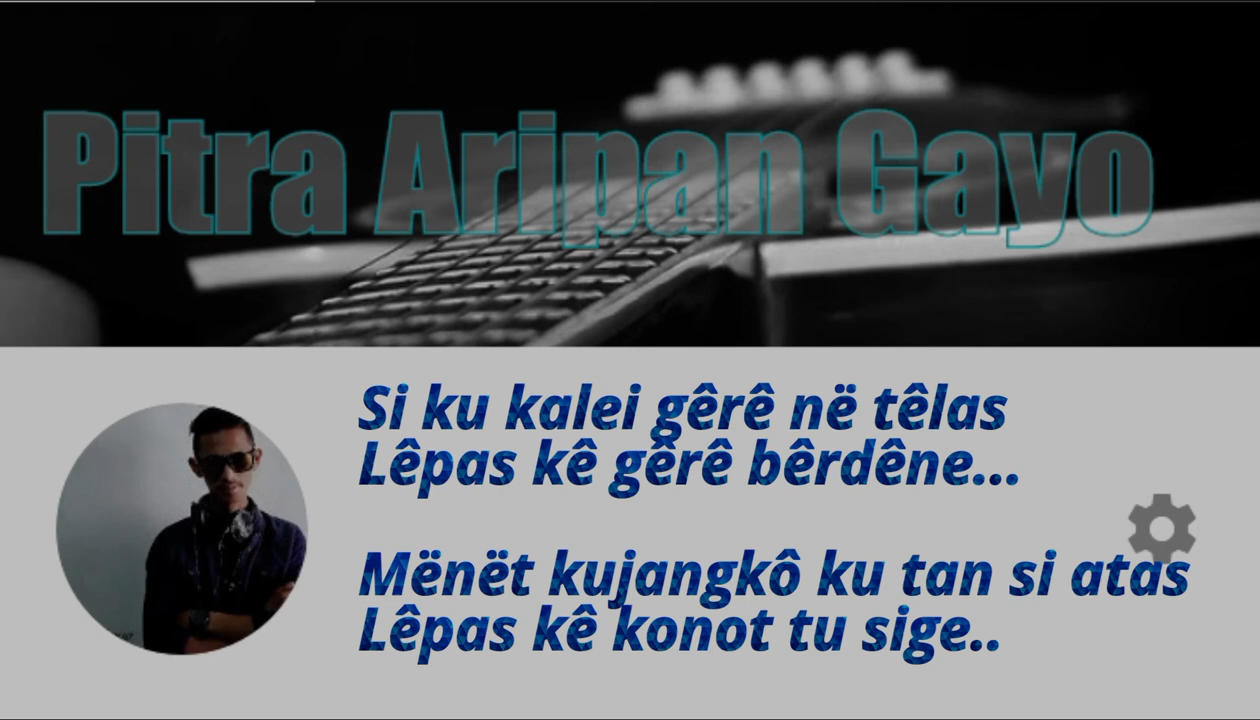 Pitra Aripan Gayo
Si ku kalei gêrê në têlas
Lêpas kê gêrê bêrdêne...
Mënët kujangkô ku tan si atas
Lêpas kê konot tu sige..